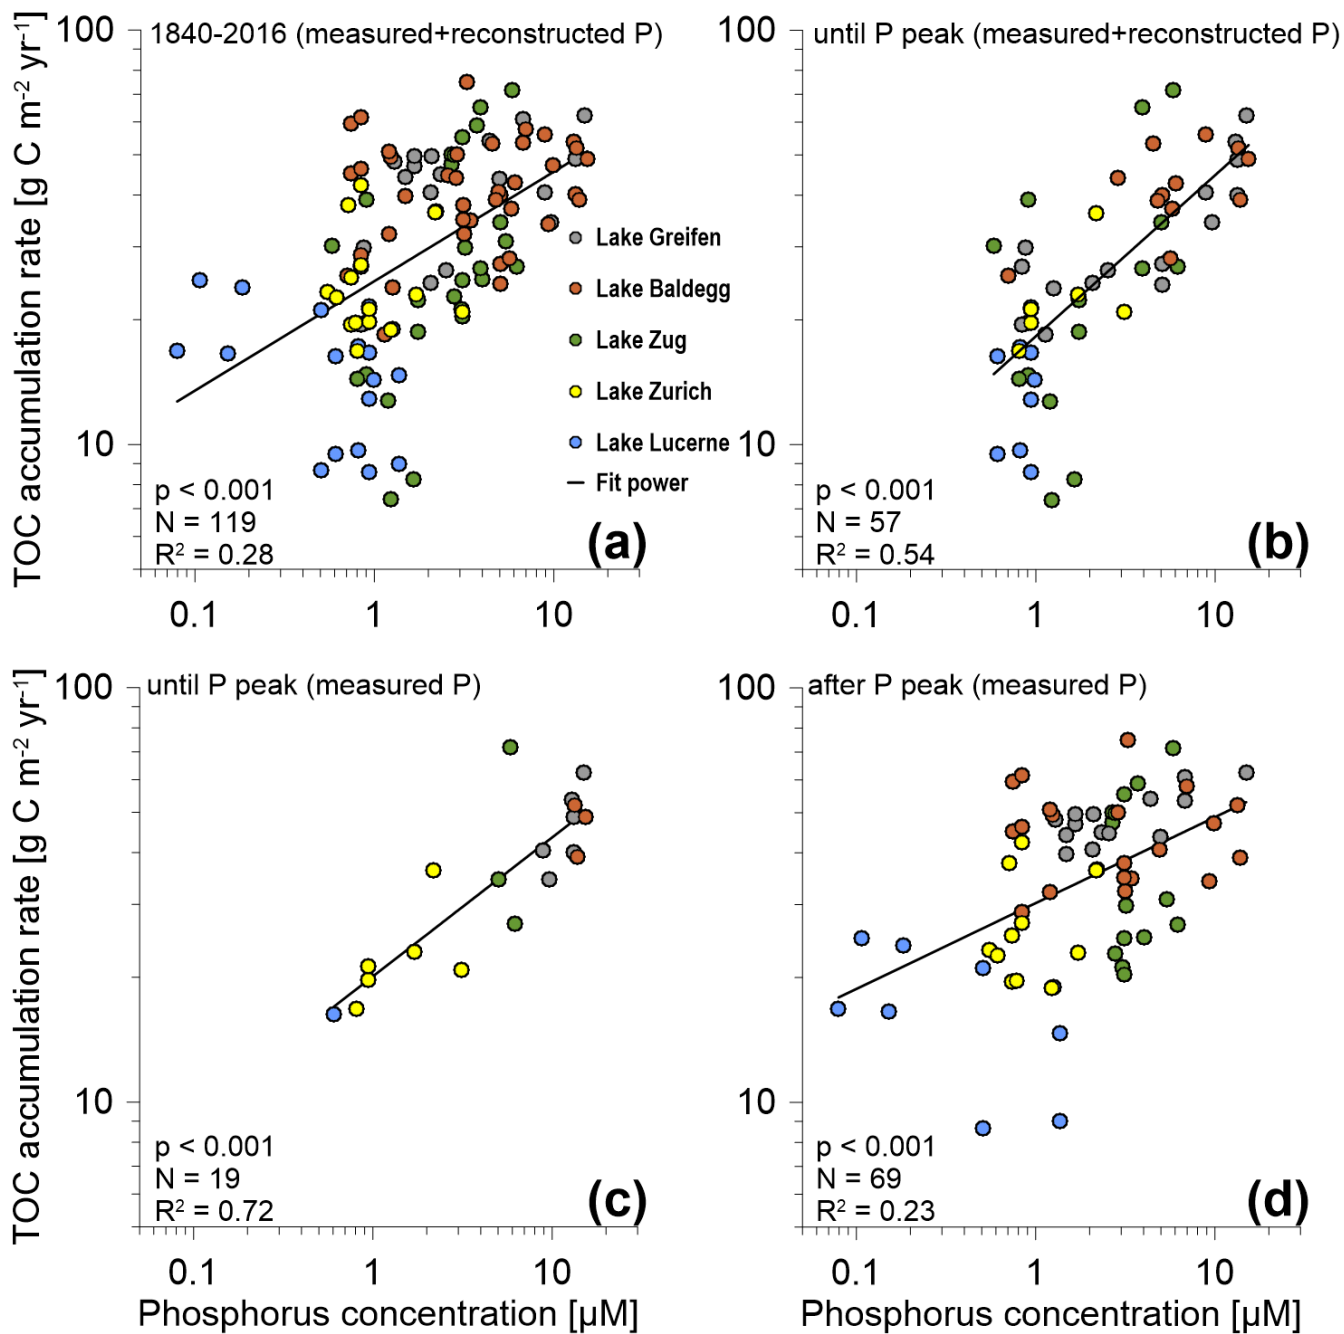 TOC accumulation rate [g C m⁻² yr⁻¹]
100
10
1840-2016 (measured+reconstructed P)
Lake Greifen
Lake Baldegg
Lake Zug
Lake Zurich
Lake Lucerne
Fit power
p < 0.001
N = 119
R² = 0.28
(a)
0.1 1 10
100
10
until P peak (measured+reconstructed P)
p < 0.001
N = 57
R² = 0.54
(b)
0.1 1 10
TOC accumulation rate [g C m⁻² yr⁻¹]
100
10
until P peak (measured P)
p < 0.001
N = 19
R² = 0.72
(c)
0.1 1 10
Phosphorus concentration [µM]
100
10
after P peak (measured P)
p < 0.001
N = 69
R² = 0.23
(d)
0.1 1 10
Phosphorus concentration [µM]